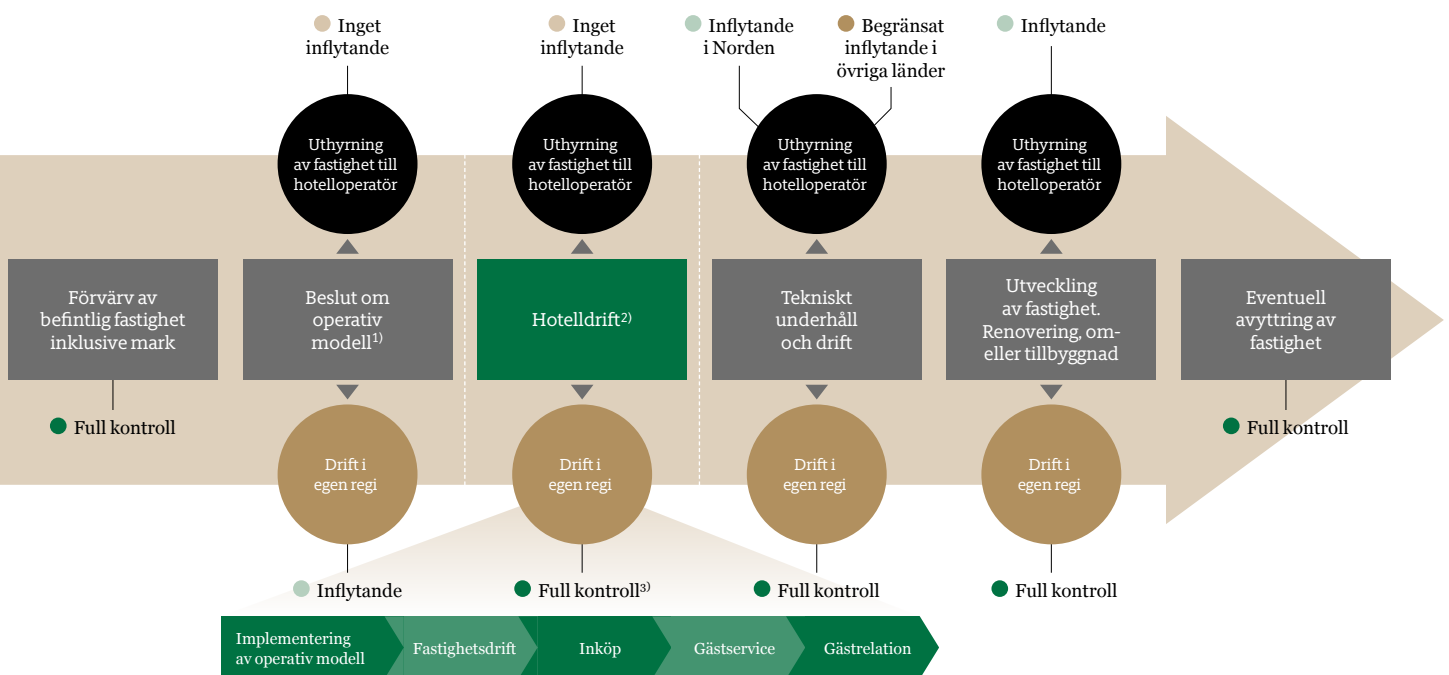 Inget
inflytande
Inget
inflytande
Inflytande
i Norden
Begränsat
inflytande i
övriga länder
Inflytande
Uthyrning
av fastighet till
hotelloperatör
Uthyrning
av fastighet till
hotelloperatör
Uthyrning
av fastighet till
hotelloperatör
Uthyrning
av fastighet till
hotelloperatör
Förvärv av
befintlig fastighet
inklusive mark
Beslut om
operativ
modell1)
Hotelldrift2)
Tekniskt
underhåll
och drift
Utveckling
av fastighet.
Renovering, om-
eller tillbyggnad
Eventuell
avyttring av
fastighet
Full kontroll
Full kontroll
Drift i
egen regi
Drift i
egen regi
Drift i
egen regi
Drift i
egen regi
Inflytande
Full kontroll3)
Full kontroll
Full kontroll
Implementering
av operativ modell
Fastighetsdrift
Inköp
Gästservice
Gästrelation